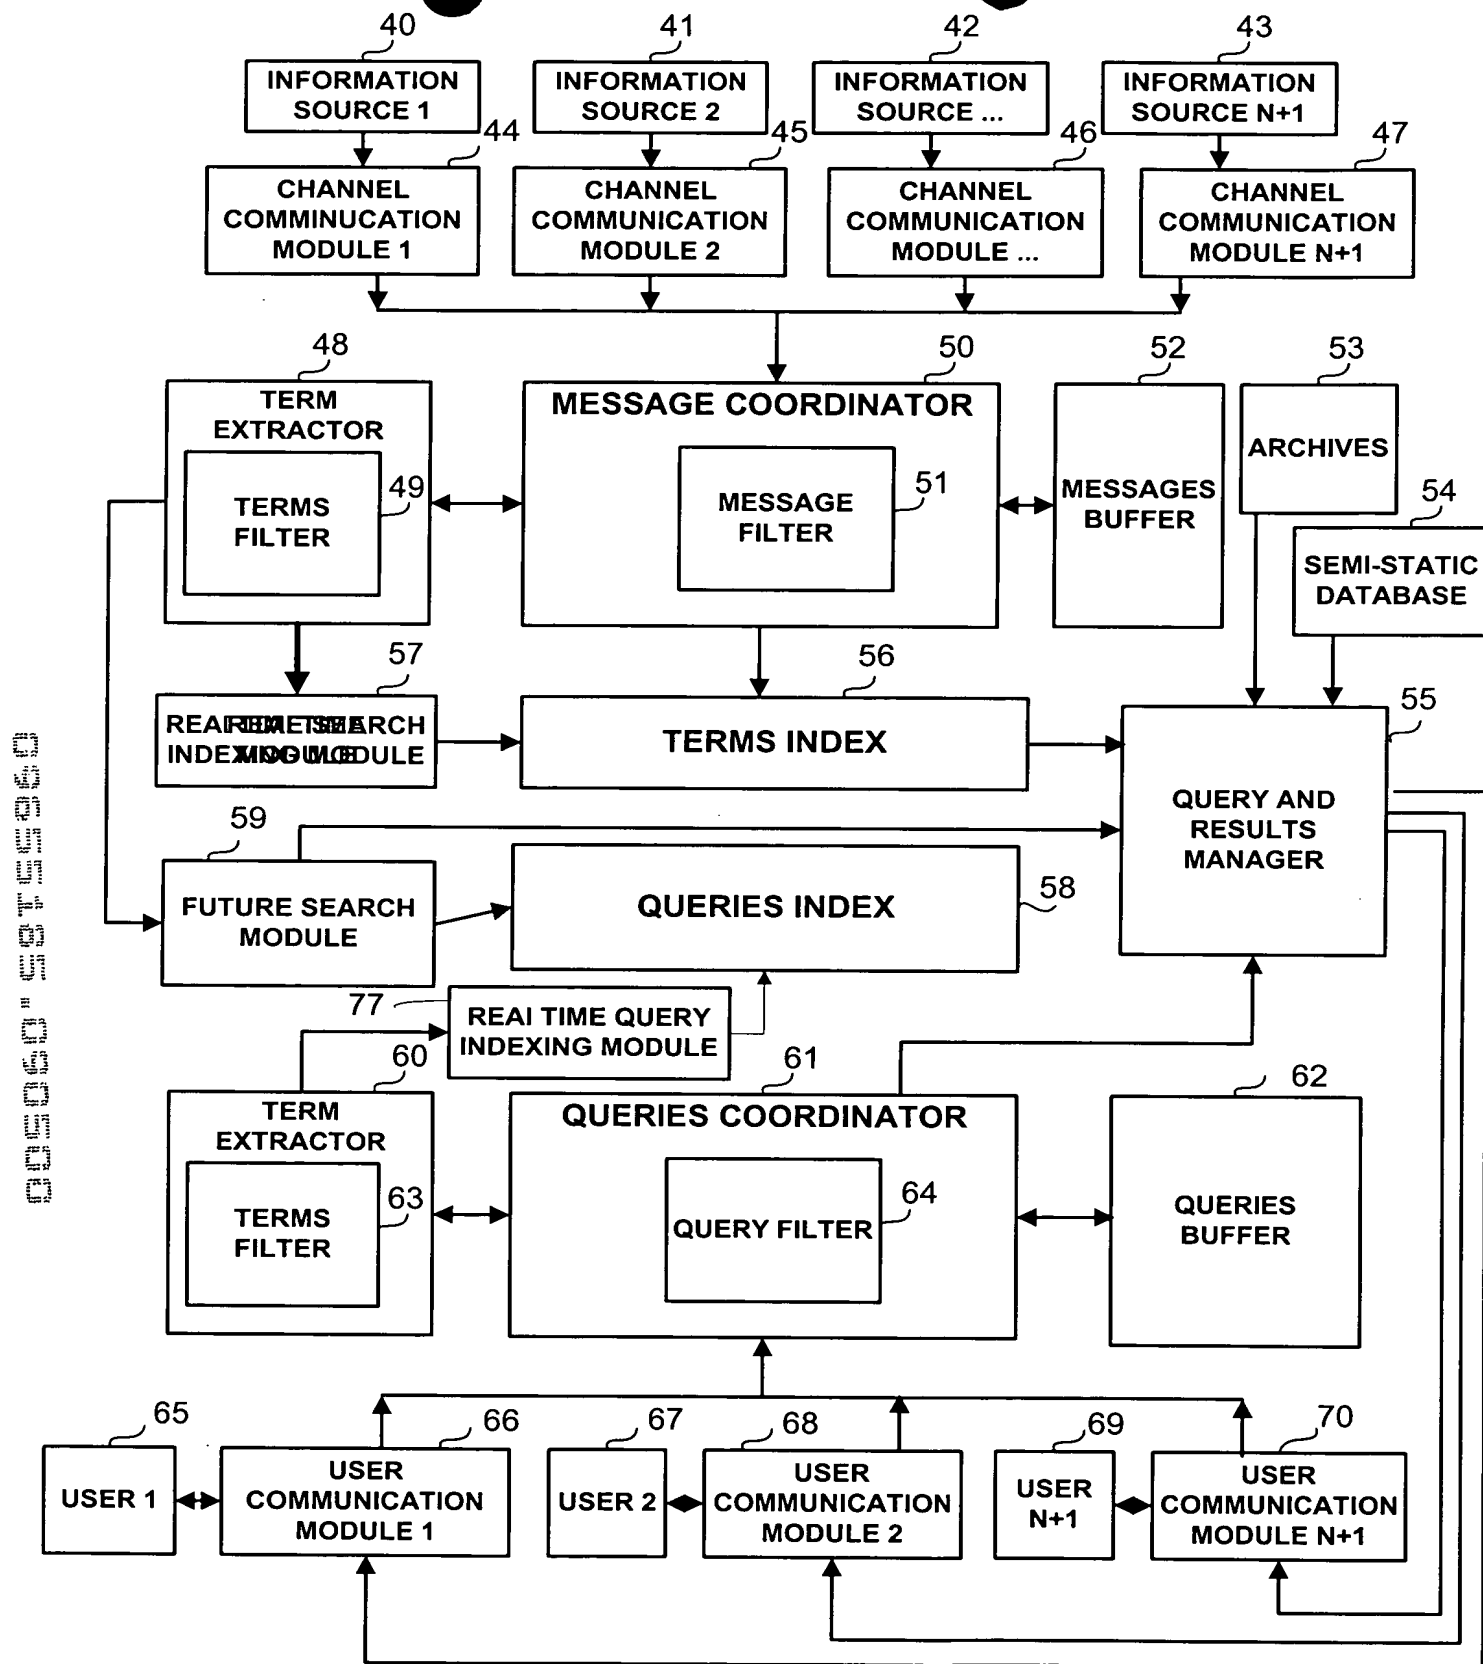 40
41
42
43
INFORMATION
SOURCE 1
INFORMATION
SOURCE 2
INFORMATION
SOURCE ...
INFORMATION
SOURCE N+1
44
45
46
47
CHANNEL
COMMINUCATION
MODULE 1
CHANNEL
COMMUNICATION
MODULE 2
CHANNEL
COMMUNICATION
MODULE ...
CHANNEL
COMMUNICATION
MODULE N+1
48
50
52
53
TERM
EXTRACTOR
TERMS
FILTER
49
MESSAGE COORDINATOR
MESSAGE
FILTER
51
MESSAGES
BUFFER
ARCHIVES
54
SEMI-STATIC
DATABASE
57
56
55
INDEXING MODULE
TERMS INDEX
QUERY AND
RESULTS
MANAGER
59
FUTURE SEARCH
MODULE
QUERIES INDEX
58
77
REAI TIME QUERY
INDEXING MODULE
60
61
62
TERM
EXTRACTOR
TERMS
FILTER
63
QUERIES COORDINATOR
QUERY FILTER
64
QUERIES
BUFFER
65
66
67
68
69
70
USER 1
USER
COMMUNICATION
MODULE 1
USER 2
USER
COMMUNICATION
MODULE 2
USER
N+1
USER
COMMUNICATION
MODULE N+1